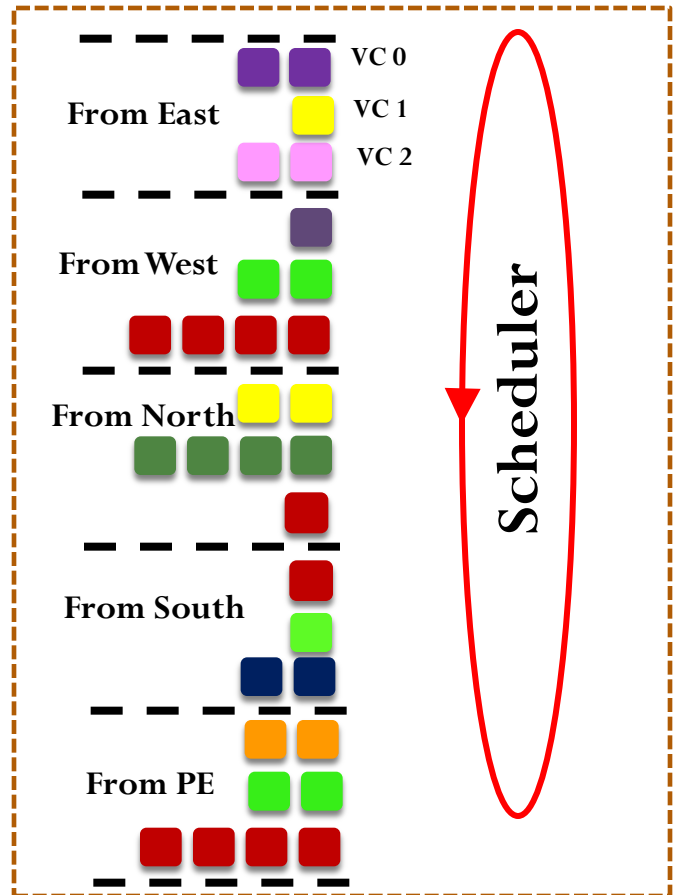 VC 0
From East
VC 1
VC 2
From West
From North
From South
From PE
Scheduler